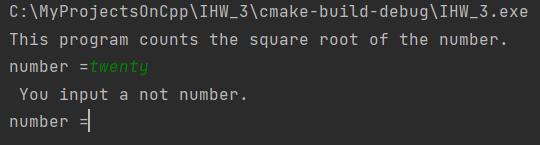 C:\MyProjectsOnCpp\IHW_3\cmake-build-debug\IHW_3.exe
This program counts the square root of the number.
number =twenty
 You input a not number.
number =